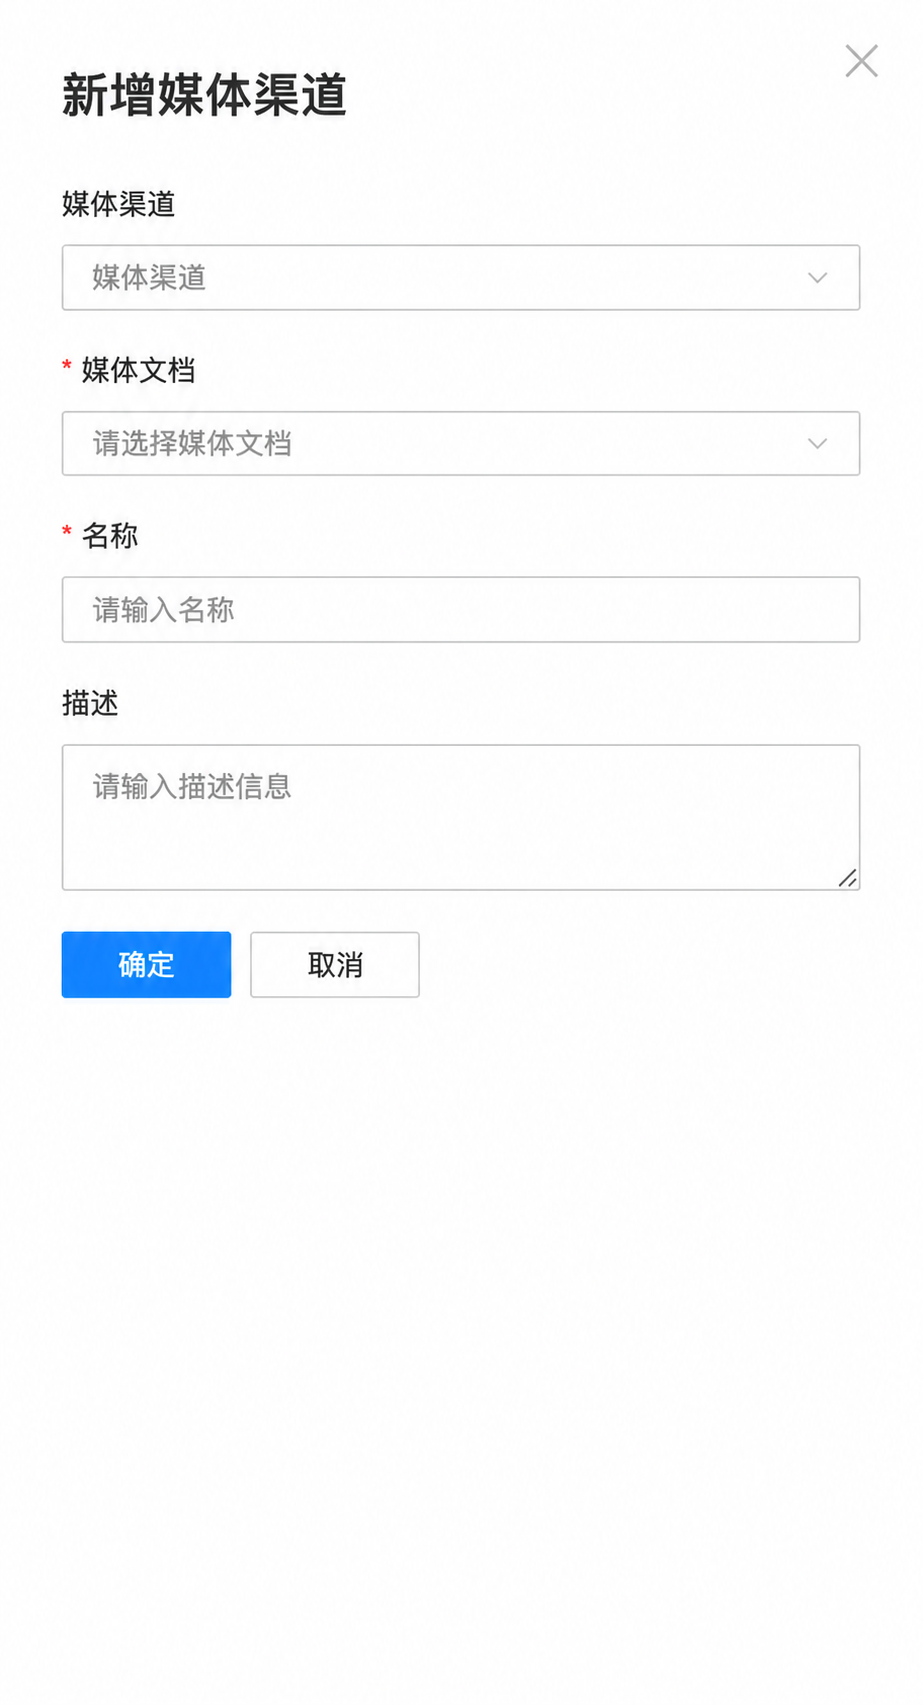 新增媒体渠道
媒体渠道
媒体渠道
* 媒体文档
请选择媒体文档
* 名称
请输入名称
描述
请输入描述信息
确定
取消